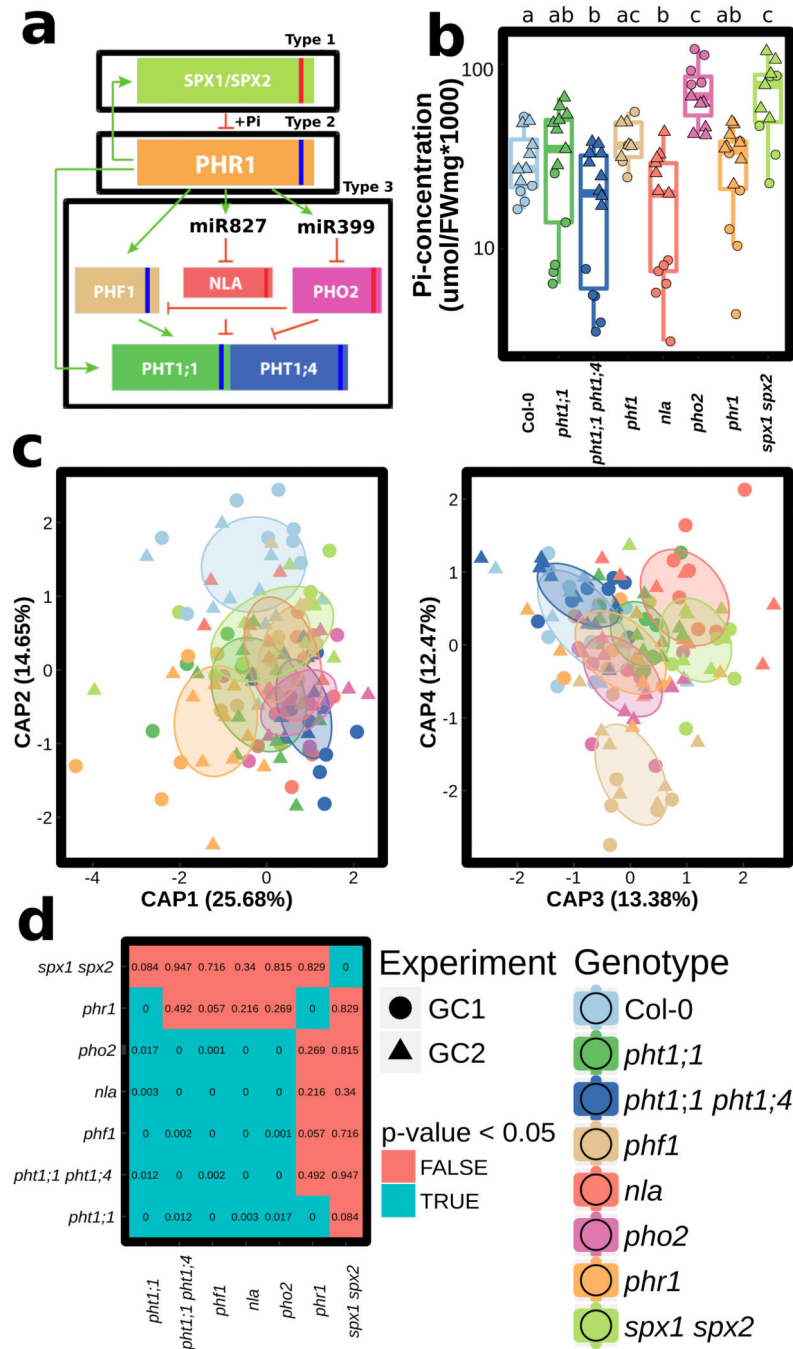 a
Type 1
SPX1/SPX2
+Pi
Type 2
PHR1
Type 3
miR827 miR399
PHF1 NLA PHO2
PHT1;1 PHT1;4
b
a ab b ac b c ab c
100
10
Pi-concentration
(umol/FWmg*1000)
Col-0
pht1;1
pht1;1 pht1;4
phf1
nla
pho2
phr1
spx1 spx2
c
2
1
0
-1
-2
CAP2 (14.65%)
-4 -2 0 2
CAP1 (25.68%)
2
1
0
-1
-2
CAP4 (12.47%)
-2 -1 0 1 2
CAP3 (13.38%)
d
spx1 spx2 0.084 0.947 0.716 0.34 0.815 0.829 0
phr1 0 0.492 0.057 0.216 0.269 0 0.829
pho2 0.017 0 0.001 0 0 0.269 0.815
nla 0.003 0 0 0 0 0.216 0.34
phf1 0 0.002 0 0 0.001 0.057 0.716
pht1;1 pht1;4 0.012 0 0.002 0 0 0.492 0.947
pht1;1 0 0.012 0 0.003 0.017 0 0.084
pht1;1
pht1;1 pht1;4
phf1
nla
pho2
phr1
spx1 spx2
Experiment
GC1
GC2
p-value < 0.05
FALSE
TRUE
Genotype
Col-0
pht1;1
pht1;1 pht1;4
phf1
nla
pho2
phr1
spx1 spx2